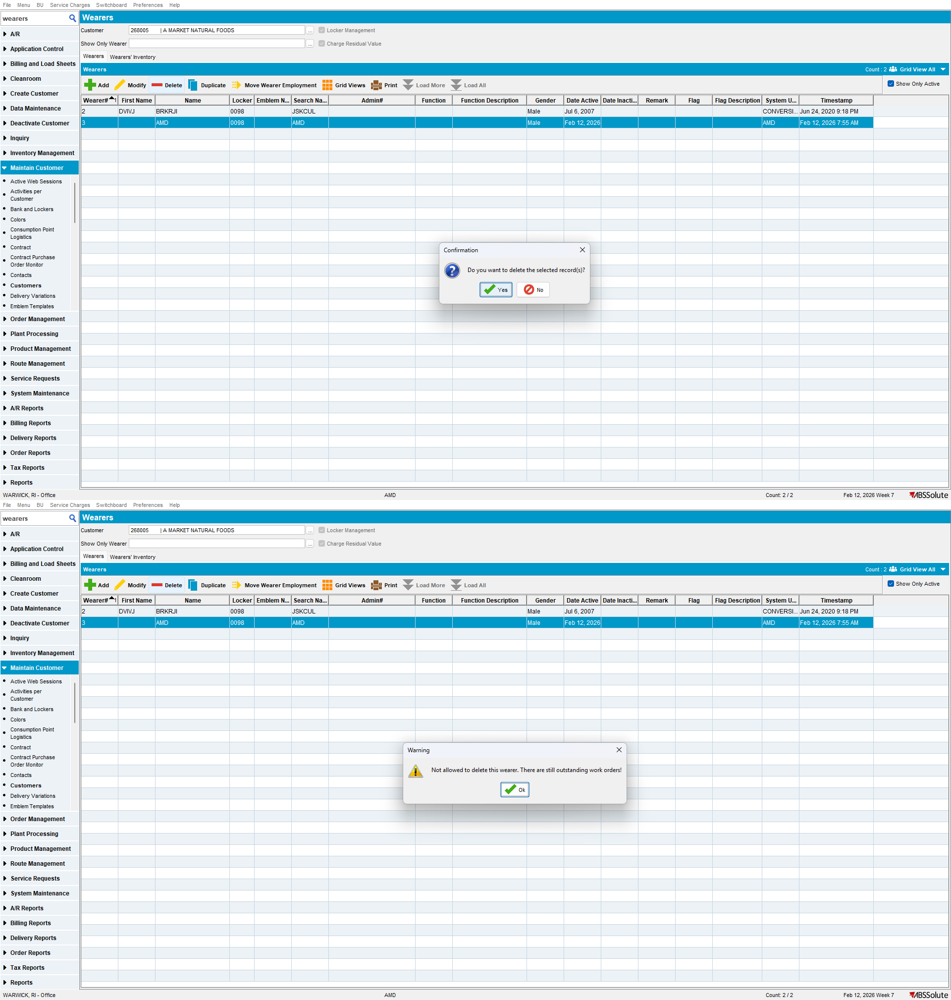 File Menu BU Service Charges Switchboard Preferences Help
wearers
Wearers
Customer 268005 | A MARKET NATURAL FOODS ... Locker Management
Show Only Wearer ... Charge Residual Value
Wearers Wearers' Inventory
Wearers Count : 2 Grid View All
Add Modify Delete Duplicate Move Wearer Employment Grid Views Print Load More Load All Show Only Active
Wearer# 1 First Name Name Locker Emblem N... Search Na... Admin# Function Function Description Gender Date Active Date Inacti... Remark Flag Flag Description System U... Timestamp
2 DVIVJ BRKRJI 0098 JSKCUL Male Jul 6, 2007 CONVERSI... Jun 24, 2020 9:18 PM
3 AMD 0098 AMD Male Feb 12, 2026 AMD Feb 12, 2026 7:55 AM
A/R
Application Control
Billing and Load Sheets
Cleanroom
Create Customer
Data Maintenance
Deactivate Customer
Inquiry
Inventory Management
Maintain Customer
Active Web Sessions
Activities per
Customer
Bank and Lockers
Colors
Consumption Point
Logistics
Contract
Contract Purchase
Order Monitor
Contacts
Customers
Delivery Variations
Emblem Templates
Order Management
Plant Processing
Product Management
Route Management
Service Requests
System Maintenance
A/R Reports
Billing Reports
Delivery Reports
Order Reports
Tax Reports
Reports
Confirmation
Do you want to delete the selected record(s)?
Yes No
WARWICK, RI - Office AMD Count: 2 / 2 Feb 12, 2026 Week 7 ABSSolute
File Menu BU Service Charges Switchboard Preferences Help
wearers
Wearers
Customer 268005 | A MARKET NATURAL FOODS ... Locker Management
Show Only Wearer ... Charge Residual Value
Wearers Wearers' Inventory
Wearers Count : 2 Grid View All
Add Modify Delete Duplicate Move Wearer Employment Grid Views Print Load More Load All Show Only Active
Wearer# 1 First Name Name Locker Emblem N... Search Na... Admin# Function Function Description Gender Date Active Date Inacti... Remark Flag Flag Description System U... Timestamp
2 DVIVJ BRKRJI 0098 JSKCUL Male Jul 6, 2007 CONVERSI... Jun 24, 2020 9:18 PM
3 AMD 0098 AMD Male Feb 12, 2026 AMD Feb 12, 2026 7:55 AM
A/R
Application Control
Billing and Load Sheets
Cleanroom
Create Customer
Data Maintenance
Deactivate Customer
Inquiry
Inventory Management
Maintain Customer
Active Web Sessions
Activities per
Customer
Bank and Lockers
Colors
Consumption Point
Logistics
Contract
Contract Purchase
Order Monitor
Contacts
Customers
Delivery Variations
Emblem Templates
Order Management
Plant Processing
Product Management
Route Management
Service Requests
System Maintenance
A/R Reports
Billing Reports
Delivery Reports
Order Reports
Tax Reports
Reports
Warning
Not allowed to delete this wearer. There are still outstanding work orders!
Ok
WARWICK, RI - Office AMD Count: 2 / 2 Feb 12, 2026 Week 7 ABSSolute